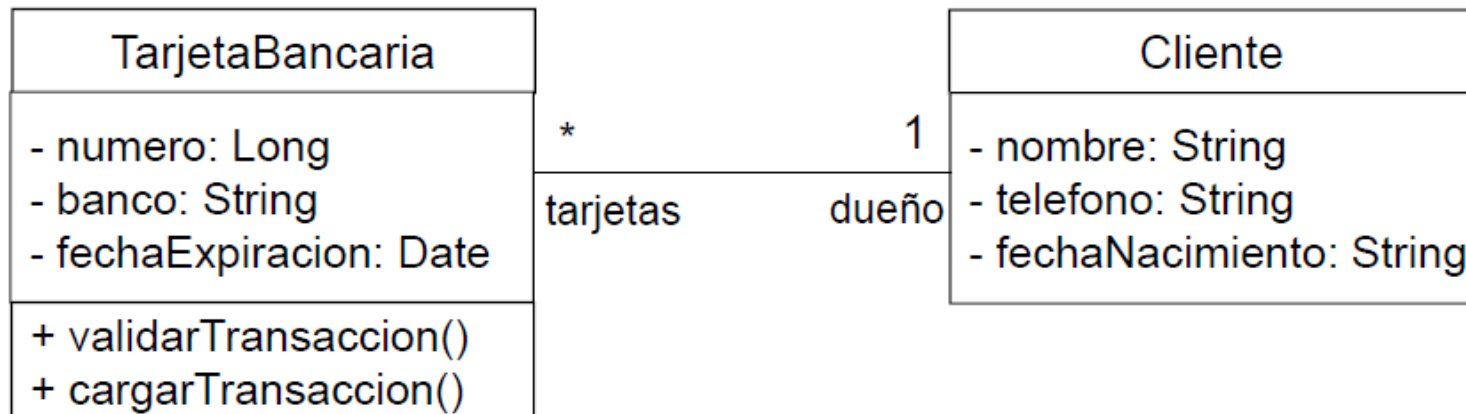 TarjetaBancaria
- numero: Long
- banco: String
- fechaExpiracion: Date
+ validarTransaccion()
+ cargarTransaccion()
* 1
tarjetas dueño
Cliente
- nombre: String
- telefono: String
- fechaNacimiento: String